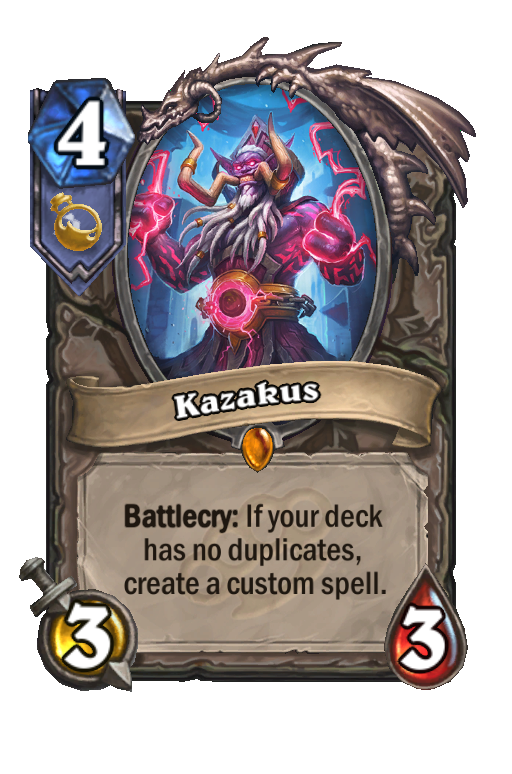 4
Kazakus
Battlecry: If your deck
has no duplicates,
create a custom spell.
3
3